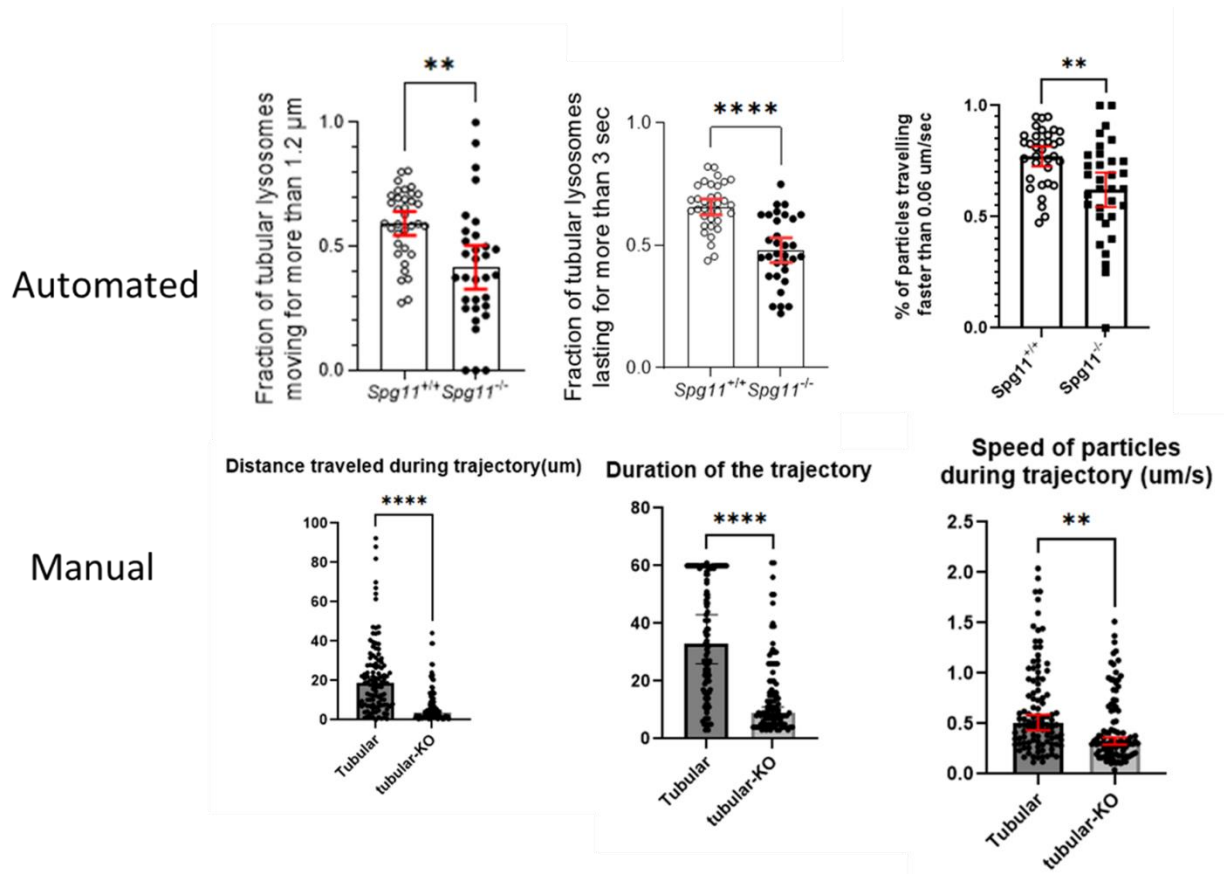 Automated
Fraction of tubular lysosomes
moving for more than 1.2 µm
**
1.0
0.5
0.0
Spg11+/+ Spg11-/-
Fraction of tubular lysosomes
lasting for more than 3 sec
****
1.0
0.5
0.0
Spg11+/+ Spg11-/-
% of particles travelling
faster than 0.06 um/sec
**
1.0
0.5
0.0
Spg11+/+
Spg11-/-
Manual
Distance traveled during trajectory(um)
****
100
80
60
40
20
0
Tubular
tubular-KO
Duration of the trajectory
****
80
60
40
20
0
Tubular
tubular-KO
Speed of particles
during trajectory (um/s)
**
2.5
2.0
1.5
1.0
0.5
0.0
Tubular
tubular-KO